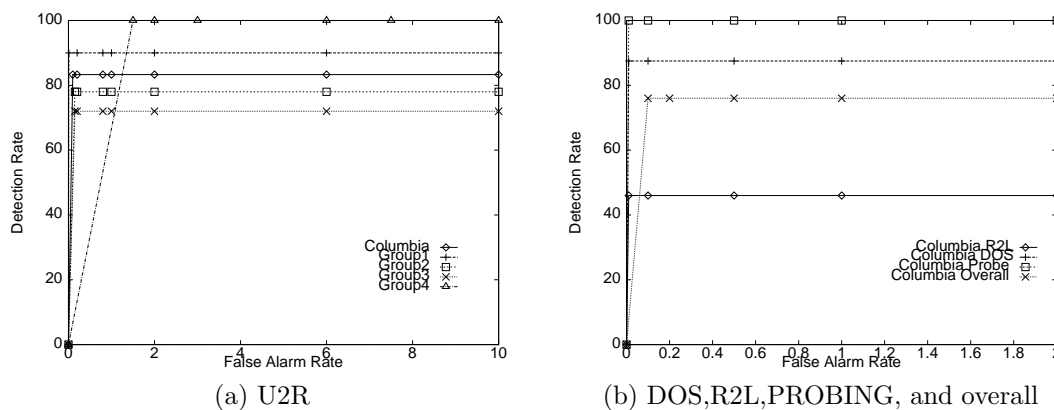 100
80
60
40
20
0
Detection Rate
Columbia
Group1
Group2
Group3
Group4
0 2 4 6 8 10
False Alarm Rate
(a) U2R
100
80
60
40
20
0
Detection Rate
Columbia R2L
Columbia DOS
Columbia Probe
Columbia Overall
0 0.2 0.4 0.6 0.8 1 1.2 1.4 1.6 1.8 2
False Alarm Rate
(b) DOS,R2L,PROBING, and overall